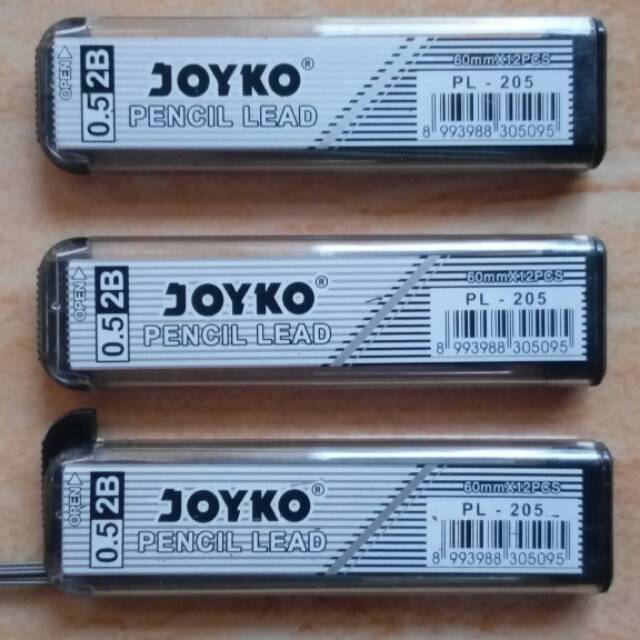 OPEN
0.5 2B
JOYKO®
PENCIL LEAD
60mmX12PCS
PL - 205
8 993988 305095
OPEN
0.5 2B
JOYKO®
PENCIL LEAD
60mmX12PCS
PL - 205
8 993988 305095
OPEN
0.5 2B
JOYKO®
PENCIL LEAD
60mmX12PCS
PL - 205
8 993988 305095